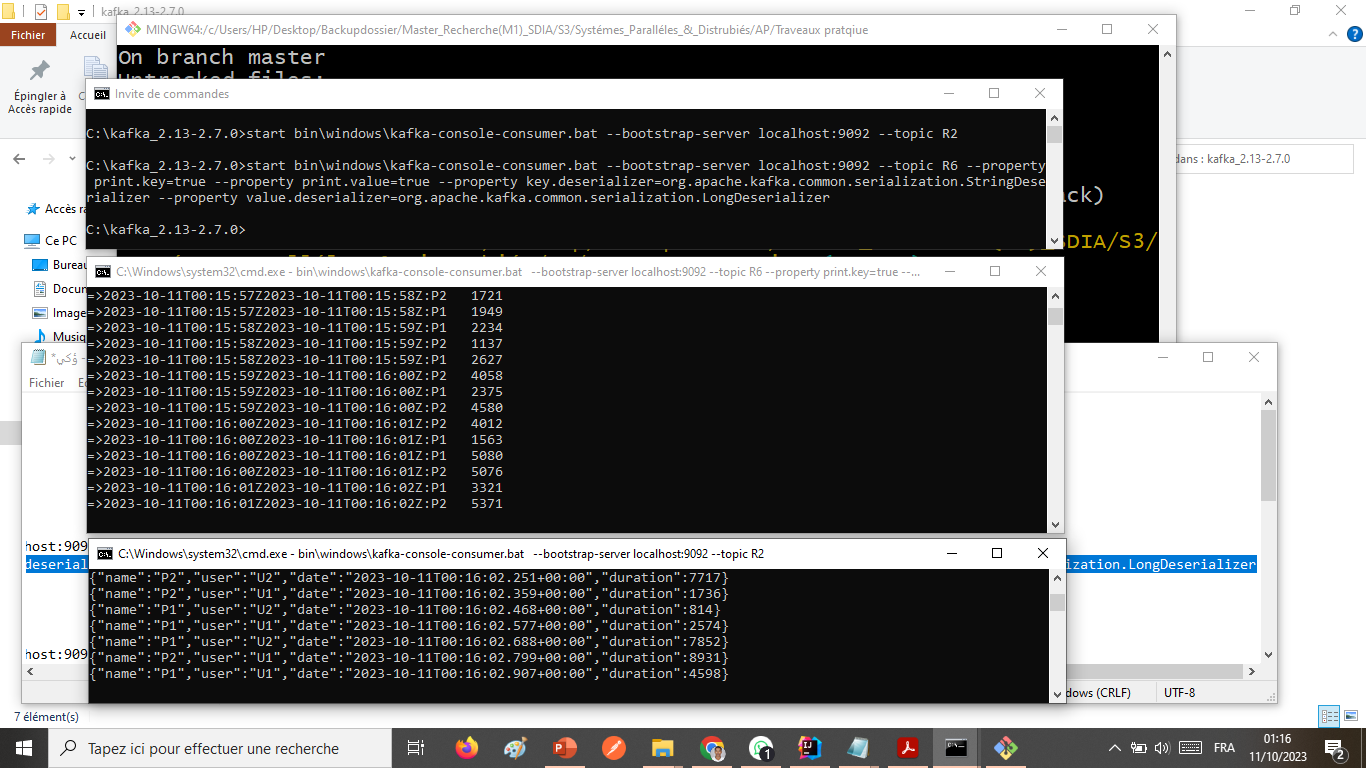 kafka_2.13-2.7.0
Fichier
Accueil
Épingler à
Accès rapide
MINGW64:/c/Users/HP/Desktop/Backupdossier/Master_Recherche(M1)_SDIA/S3/Systémes_Paralléles_&_Distrubiés/AP/Traveaux pratqiue
On branch master
Untracked files:
Invite de commandes
C:\kafka_2.13-2.7.0>start bin\windows\kafka-console-consumer.bat --bootstrap-server localhost:9092 --topic R2
C:\kafka_2.13-2.7.0>start bin\windows\kafka-console-consumer.bat --bootstrap-server localhost:9092 --topic R6 --property
print.key=true --property print.value=true --property key.deserializer=org.apache.kafka.common.serialization.StringDese
rializer --property value.deserializer=org.apache.kafka.common.serialization.LongDeserializer
C:\kafka_2.13-2.7.0>
dans : kafka_2.13-2.7.0
ack)
SDIA/S3/
Accès ra
Ce PC
Bureau
Docum
Image
Musiq
C:\Windows\system32\cmd.exe - bin\windows\kafka-console-consumer.bat --bootstrap-server localhost:9092 --topic R6 --property print.key=true --...
=>2023-10-11T00:15:57Z2023-10-11T00:15:58Z:P2 1721
=>2023-10-11T00:15:57Z2023-10-11T00:15:58Z:P1 1949
=>2023-10-11T00:15:58Z2023-10-11T00:15:59Z:P1 2234
=>2023-10-11T00:15:58Z2023-10-11T00:15:59Z:P2 1137
=>2023-10-11T00:15:58Z2023-10-11T00:15:59Z:P1 2627
=>2023-10-11T00:15:59Z2023-10-11T00:16:00Z:P2 4058
=>2023-10-11T00:15:59Z2023-10-11T00:16:00Z:P1 2375
=>2023-10-11T00:15:59Z2023-10-11T00:16:00Z:P2 4580
=>2023-10-11T00:16:00Z2023-10-11T00:16:01Z:P2 4012
=>2023-10-11T00:16:00Z2023-10-11T00:16:01Z:P1 1563
=>2023-10-11T00:16:00Z2023-10-11T00:16:01Z:P1 5080
=>2023-10-11T00:16:00Z2023-10-11T00:16:01Z:P2 5076
=>2023-10-11T00:16:01Z2023-10-11T00:16:02Z:P1 3321
=>2023-10-11T00:16:01Z2023-10-11T00:16:02Z:P2 5371
Fichier
host:909
deserial
ization.LongDeserializer
host:909
C:\Windows\system32\cmd.exe - bin\windows\kafka-console-consumer.bat --bootstrap-server localhost:9092 --topic R2
{"name":"P2","user":"U2","date":"2023-10-11T00:16:02.251+00:00","duration":7717}
{"name":"P2","user":"U1","date":"2023-10-11T00:16:02.359+00:00","duration":1736}
{"name":"P1","user":"U2","date":"2023-10-11T00:16:02.468+00:00","duration":814}
{"name":"P1","user":"U1","date":"2023-10-11T00:16:02.577+00:00","duration":2574}
{"name":"P1","user":"U2","date":"2023-10-11T00:16:02.688+00:00","duration":7852}
{"name":"P2","user":"U1","date":"2023-10-11T00:16:02.799+00:00","duration":8931}
{"name":"P1","user":"U1","date":"2023-10-11T00:16:02.907+00:00","duration":4598}
dows (CRLF)
UTF-8
7 élément(s)
Tapez ici pour effectuer une recherche
1
FRA
01:16
11/10/2023
2